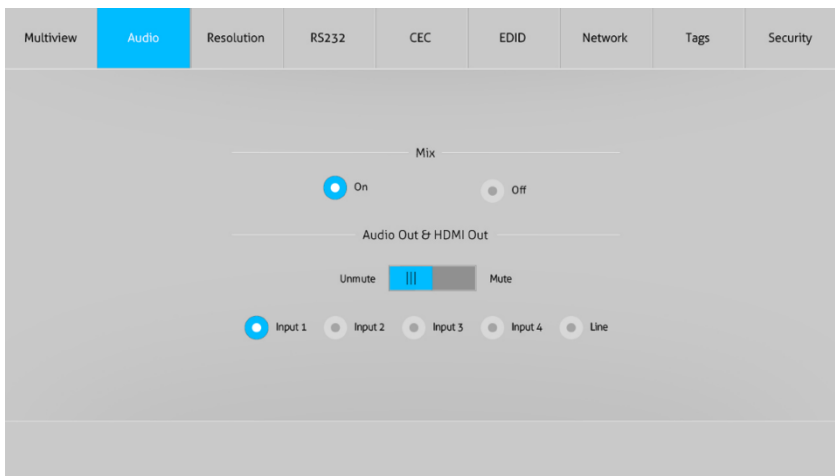 Multiview Audio Resolution RS232 CEC EDID Network Tags Security
Mix
On Off
Audio Out & HDMI Out
Unmute Mute
Input 1 Input 2 Input 3 Input 4 Line